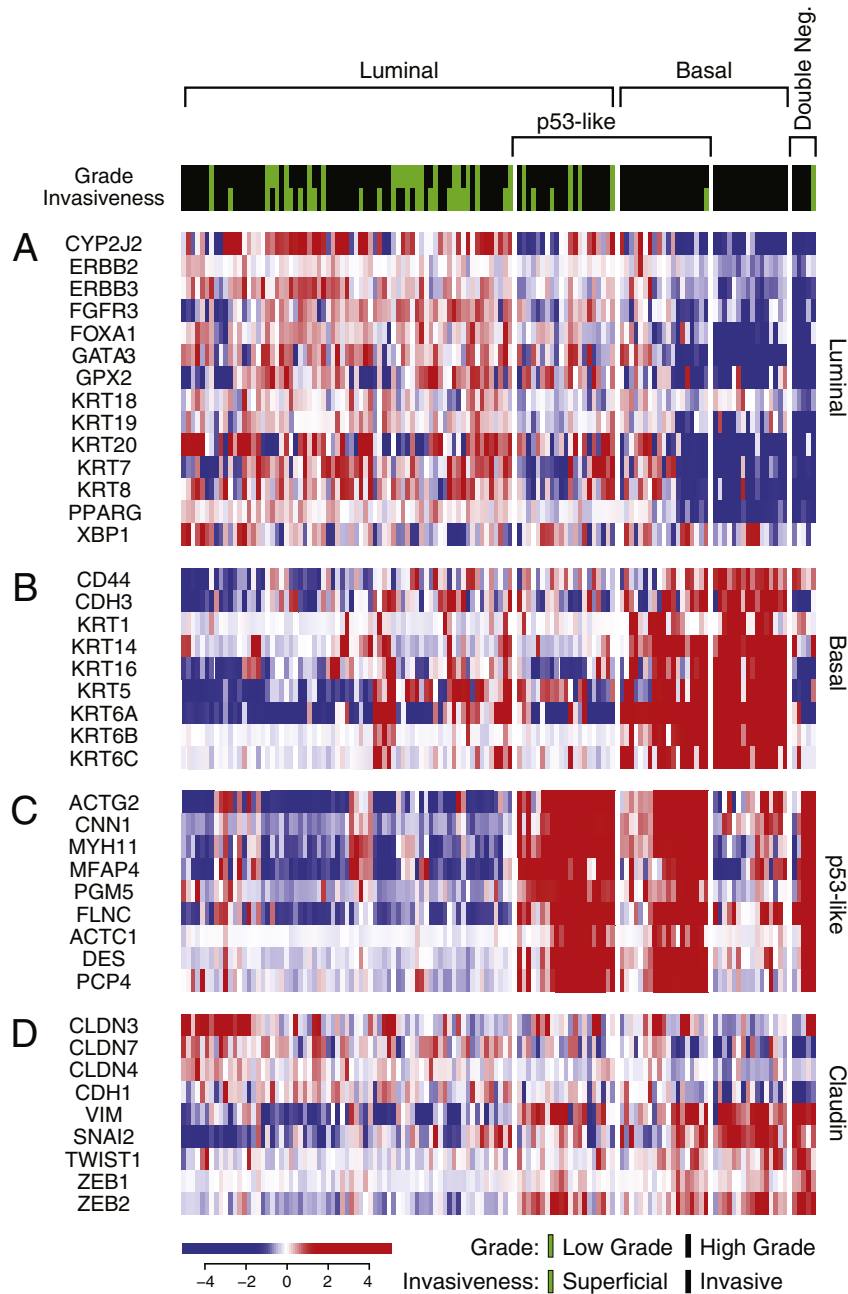 Luminal
Basal
Double Neg.
p53-like
Grade
Invasiveness
A
CYP2J2
ERBB2
ERBB3
FGFR3
FOXA1
GATA3
GPX2
KRT18
KRT19
KRT20
KRT7
KRT8
PPARG
XBP1
Luminal
B
CD44
CDH3
KRT1
KRT14
KRT16
KRT5
KRT6A
KRT6B
KRT6C
Basal
C
ACTG2
CNN1
MYH11
MFAP4
PGM5
FLNC
ACTC1
DES
PCP4
p53-like
D
CLDN3
CLDN7
CLDN4
CDH1
VIM
SNAI2
TWIST1
ZEB1
ZEB2
Claudin
−4 −2 0 2 4
Grade: Low Grade High Grade
Invasiveness: Superficial Invasive